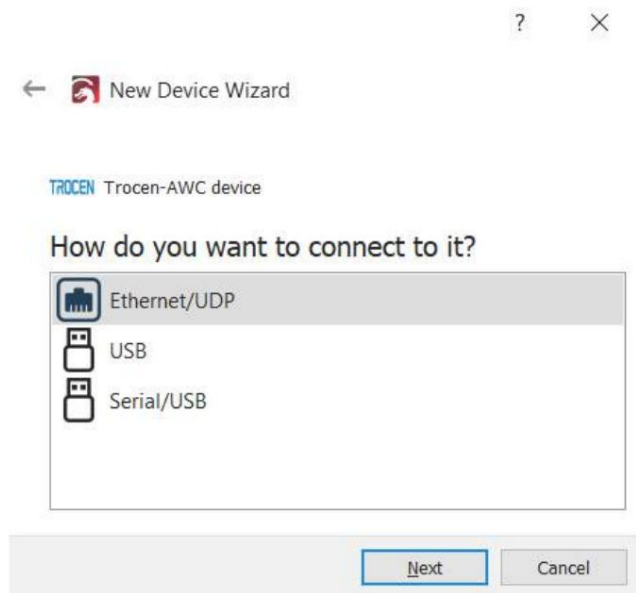 ?
New Device Wizard
TROCEN Trocen-AWC device
How do you want to connect to it?
Ethernet/UDP
USB
Serial/USB
Next Cancel